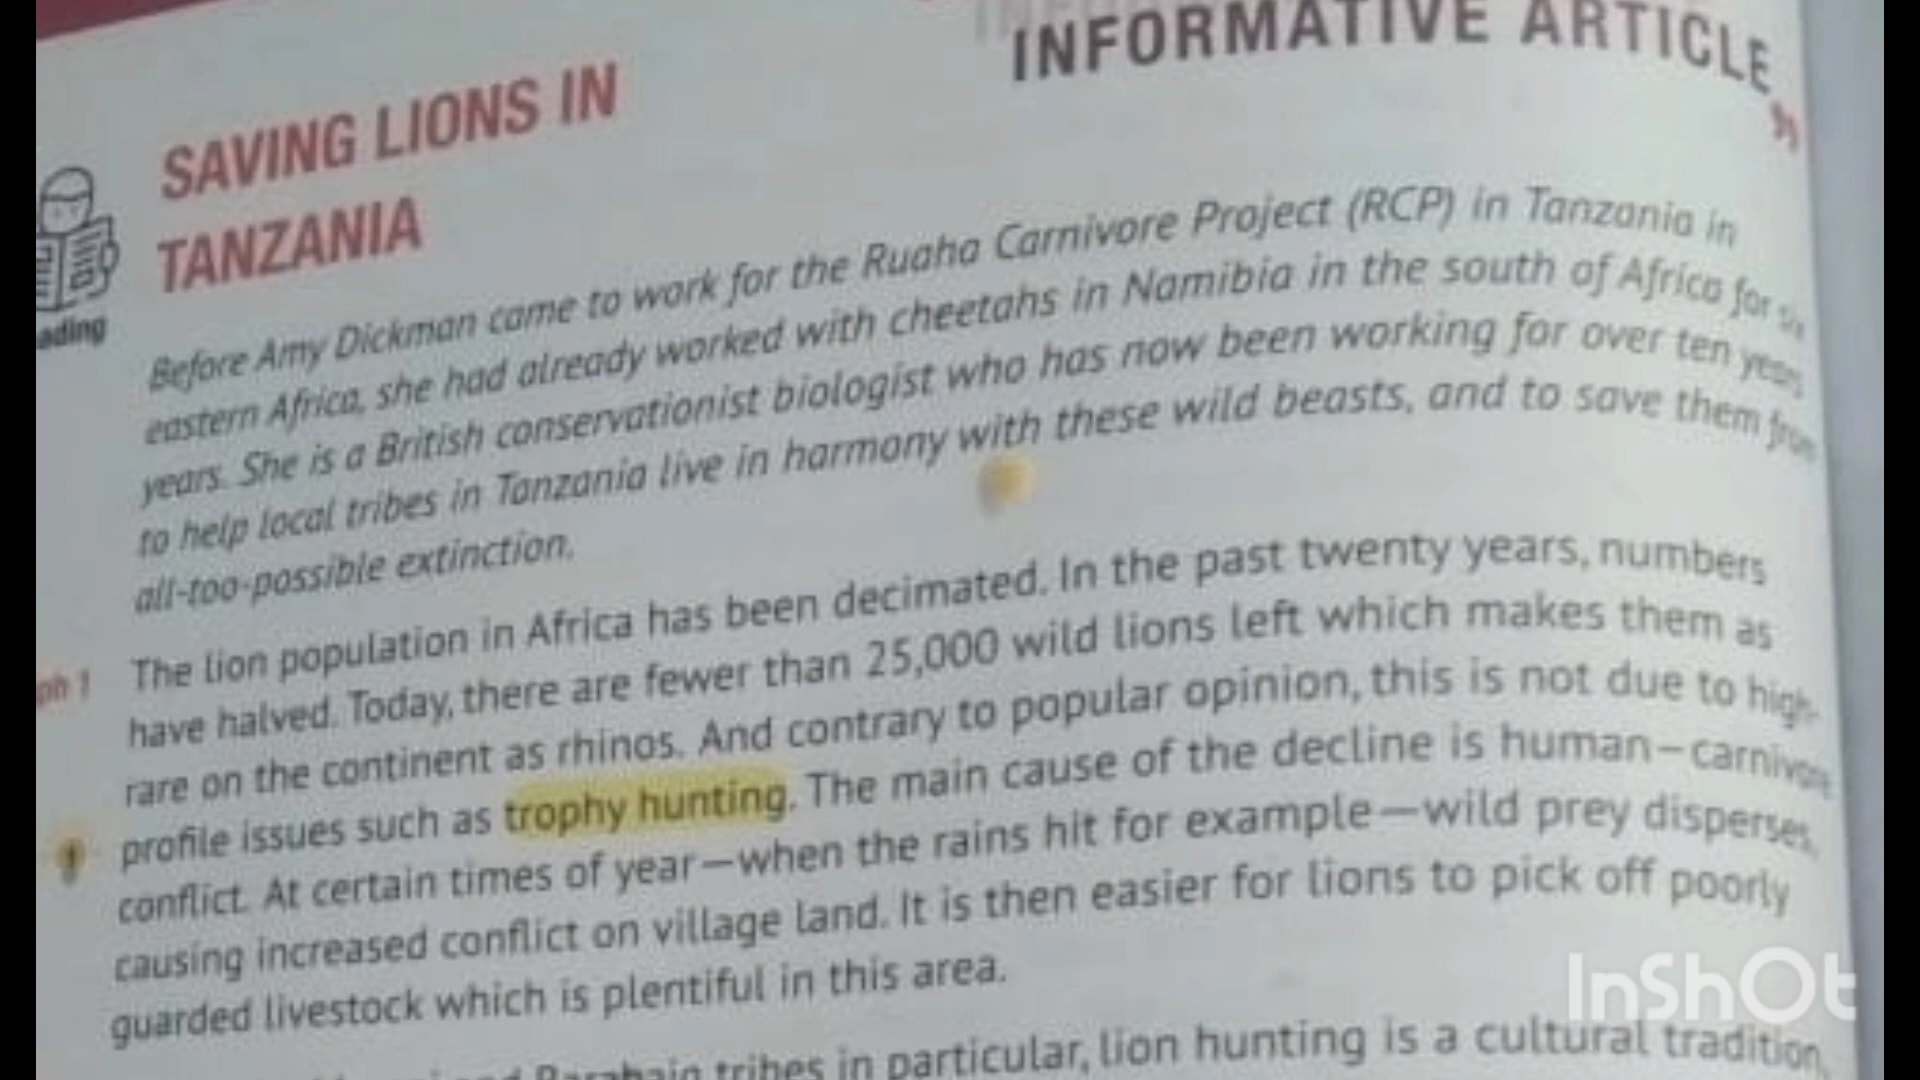 INFORMATIVE ARTICLE
SAVING LIONS IN
TANZANIA
ading
Before Amy Dickman came to work for the Ruaha Carnivore Project (RCP) in Tanzania in
eastern Africa, she had already worked with cheetahs in Namibia in the south of Africa for six
years. She is a British conservationist biologist who has now been working for over ten years
to help local tribes in Tanzania live in harmony with these wild beasts, and to save them from
all-too-possible extinction.
ph 1
The lion population in Africa has been decimated. In the past twenty years, numbers
have halved. Today, there are fewer than 25,000 wild lions left which makes them as
rare on the continent as rhinos. And contrary to popular opinion, this is not due to high-
profile issues such as trophy hunting. The main cause of the decline is human–carnivore
conflict. At certain times of year—when the rains hit for example—wild prey disperses,
causing increased conflict on village land. It is then easier for lions to pick off poorly
guarded livestock which is plentiful in this area.
tribes in particular, lion hunting is a cultural tradition,
InShOt